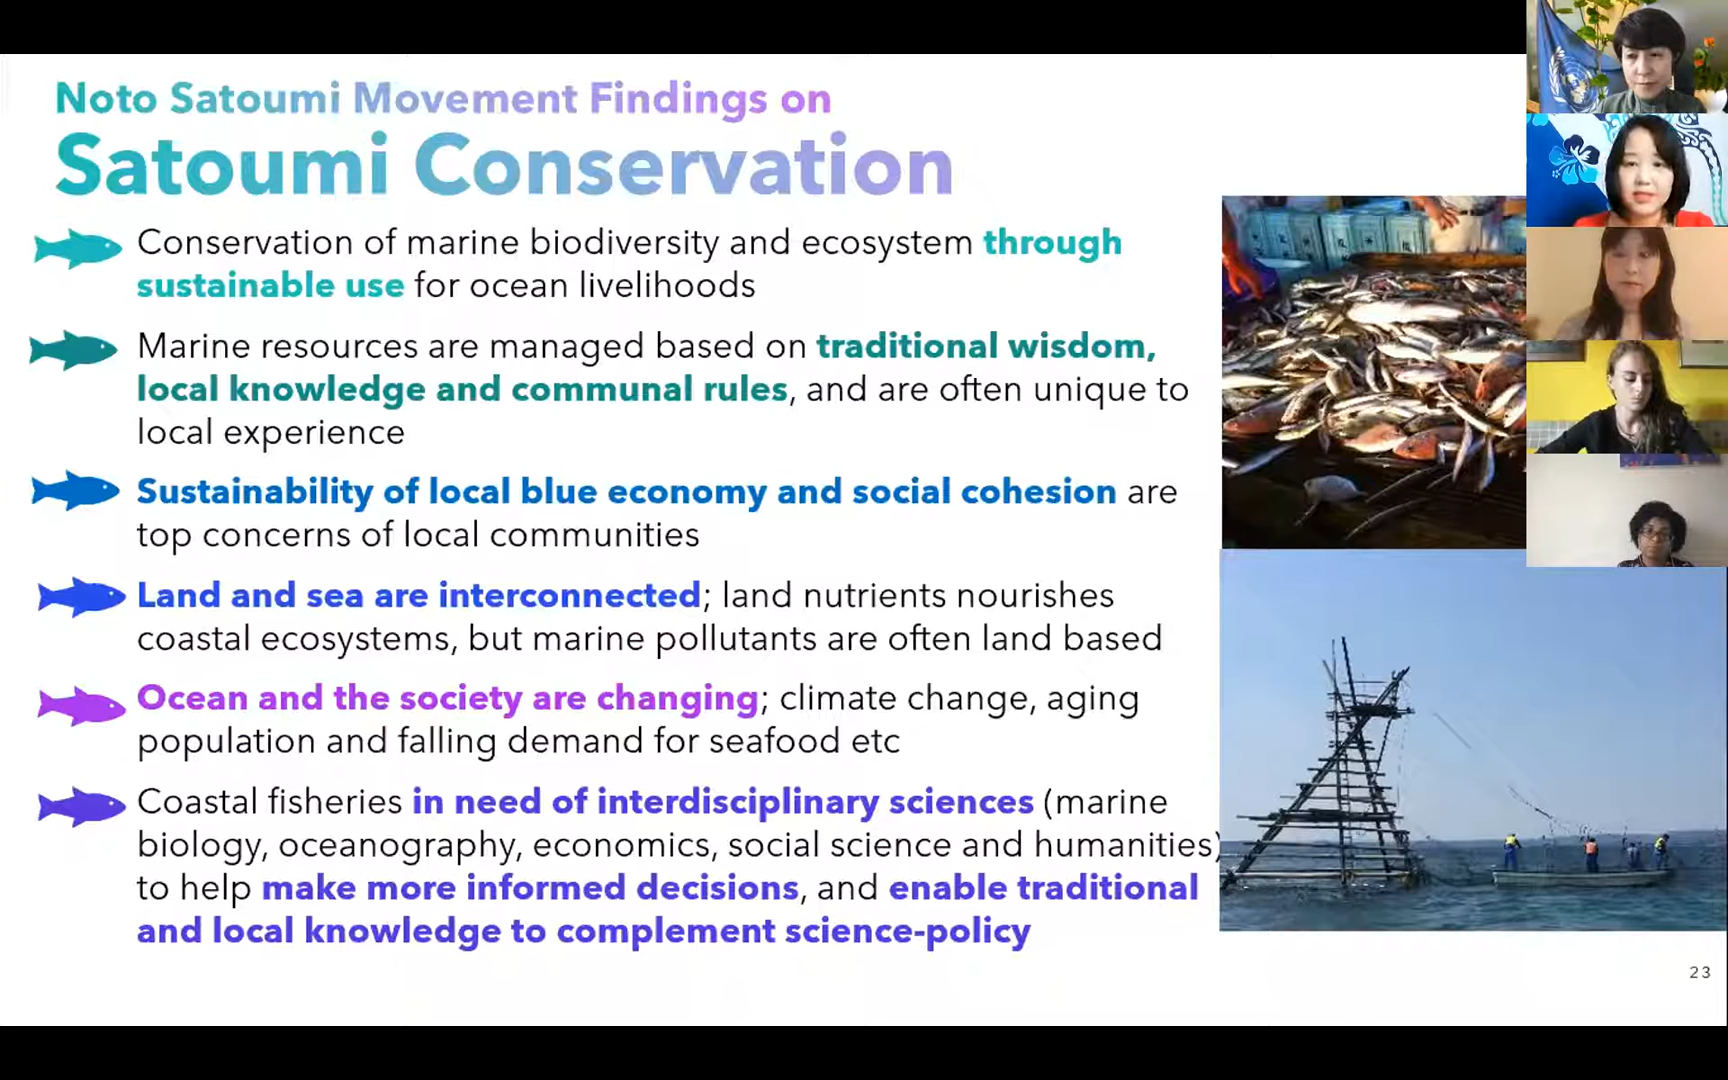 Noto Satoumi Movement Findings on
Satoumi Conservation
Conservation of marine biodiversity and ecosystem through
sustainable use for ocean livelihoods
Marine resources are managed based on traditional wisdom,
local knowledge and communal rules, and are often unique to
local experience
Sustainability of local blue economy and social cohesion are
top concerns of local communities
Land and sea are interconnected; land nutrients nourishes
coastal ecosystems, but marine pollutants are often land based
Ocean and the society are changing; climate change, aging
population and falling demand for seafood etc
Coastal fisheries in need of interdisciplinary sciences (marine
biology, oceanography, economics, social science and humanities)
to help make more informed decisions, and enable traditional
and local knowledge to complement science-policy
23